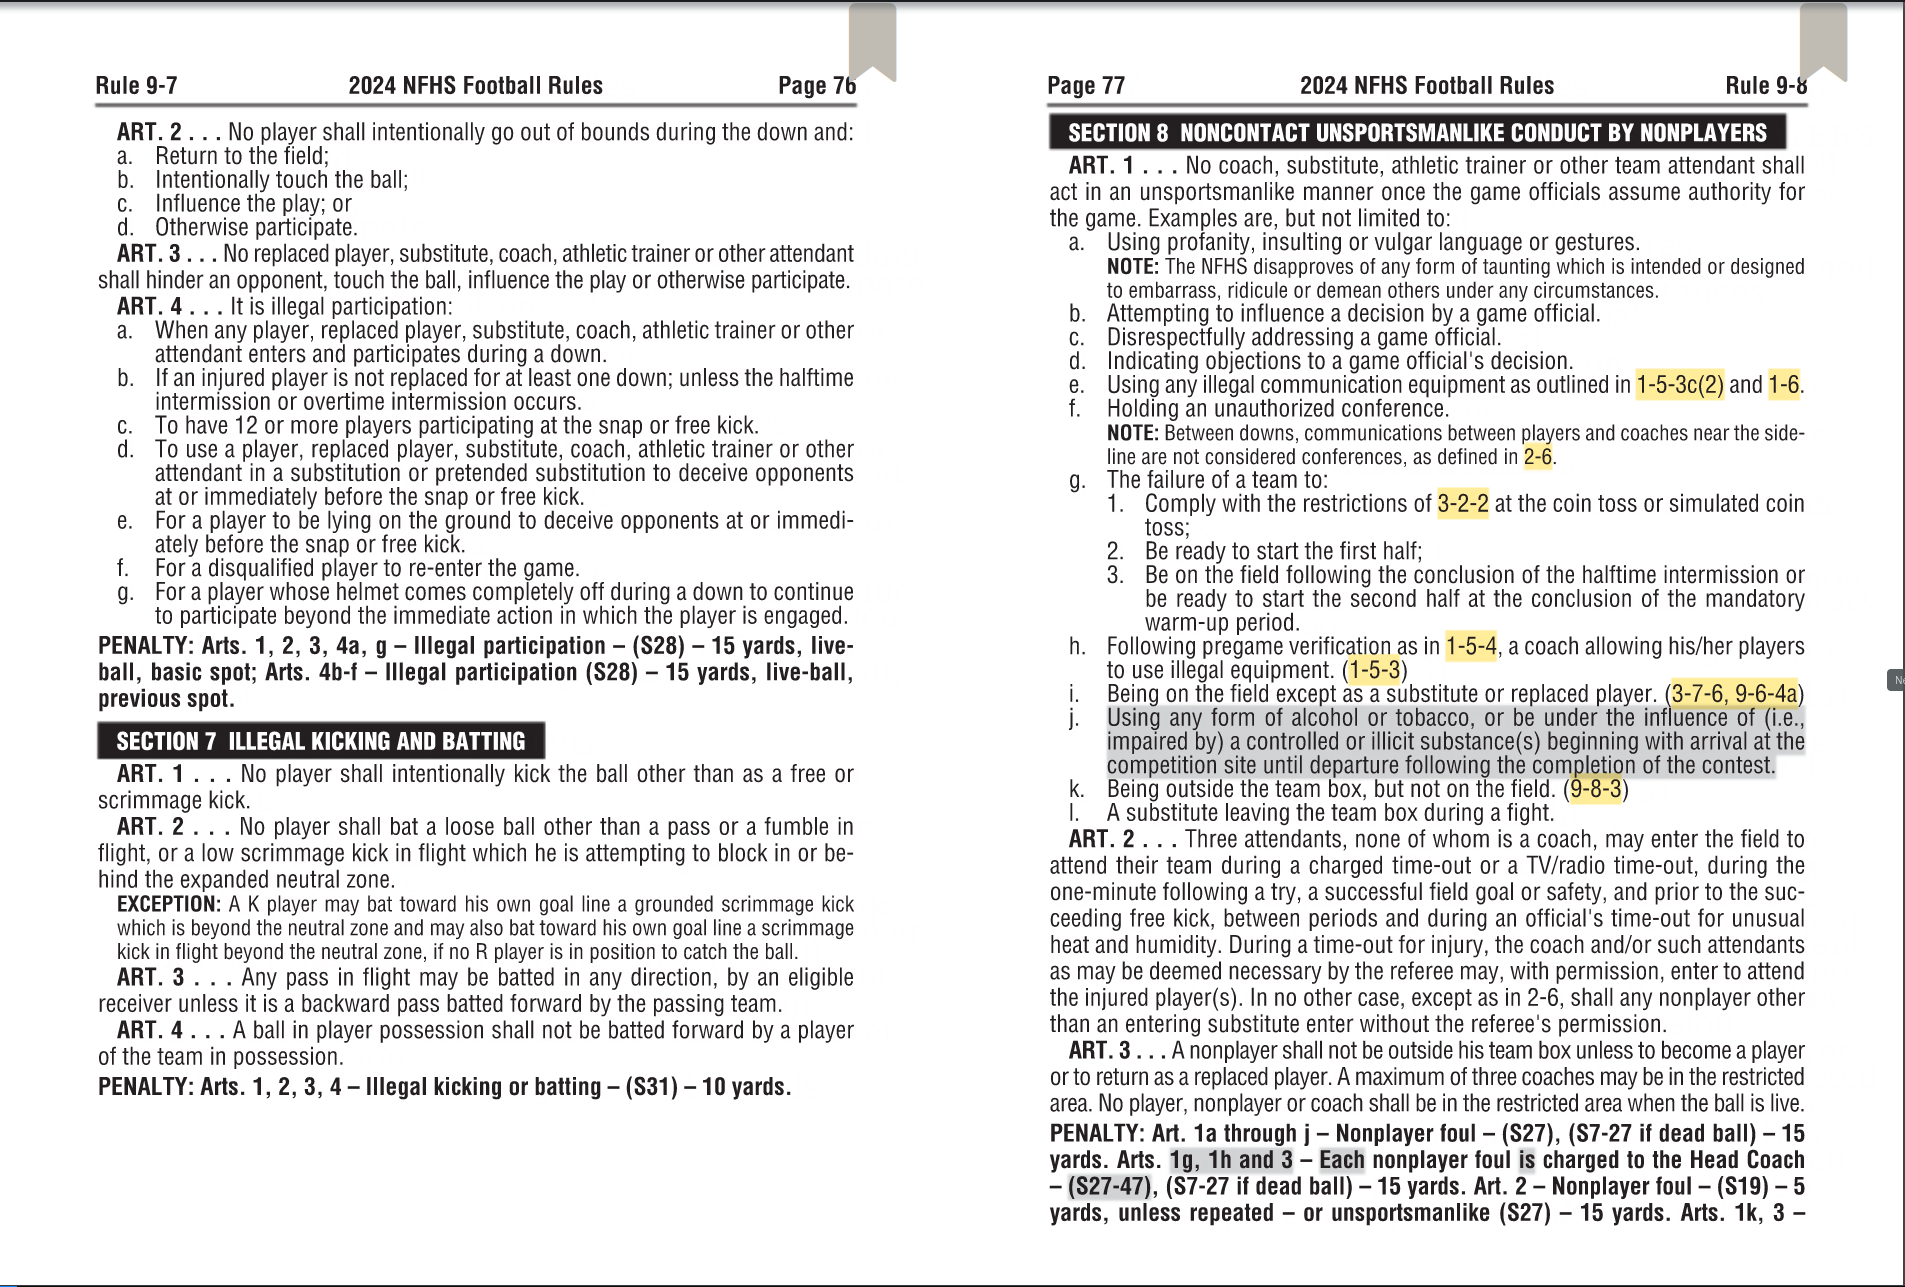 Rule 9-7 2024 NFHS Football Rules Page 76
ART. 2 . . . No player shall intentionally go out of bounds during the down and:
a. Return to the field;
b. Intentionally touch the ball;
c. Influence the play; or
d. Otherwise participate.
ART. 3 . . . No replaced player, substitute, coach, athletic trainer or other attendant
shall hinder an opponent, touch the ball, influence the play or otherwise participate.
ART. 4 . . . It is illegal participation:
a. When any player, replaced player, substitute, coach, athletic trainer or other
attendant enters and participates during a down.
b. If an injured player is not replaced for at least one down; unless the halftime
intermission or overtime intermission occurs.
c. To have 12 or more players participating at the snap or free kick.
d. To use a player, replaced player, substitute, coach, athletic trainer or other
attendant in a substitution or pretended substitution to deceive opponents
at or immediately before the snap or free kick.
e. For a player to be lying on the ground to deceive opponents at or immedi-
ately before the snap or free kick.
f. For a disqualified player to re-enter the game.
g. For a player whose helmet comes completely off during a down to continue
to participate beyond the immediate action in which the player is engaged.
PENALTY: Arts. 1, 2, 3, 4a, g – Illegal participation – (S28) – 15 yards, live-
ball, basic spot; Arts. 4b-f – Illegal participation (S28) – 15 yards, live-ball,
previous spot.
SECTION 7 ILLEGAL KICKING AND BATTING
ART. 1 . . . No player shall intentionally kick the ball other than as a free or
scrimmage kick.
ART. 2 . . . No player shall bat a loose ball other than a pass or a fumble in
flight, or a low scrimmage kick in flight which he is attempting to block in or be-
hind the expanded neutral zone.
EXCEPTION: A K player may bat toward his own goal line a grounded scrimmage kick
which is beyond the neutral zone and may also bat toward his own goal line a scrimmage
kick in flight beyond the neutral zone, if no R player is in position to catch the ball.
ART. 3 . . . Any pass in flight may be batted in any direction, by an eligible
receiver unless it is a backward pass batted forward by the passing team.
ART. 4 . . . A ball in player possession shall not be batted forward by a player
of the team in possession.
PENALTY: Arts. 1, 2, 3, 4 – Illegal kicking or batting – (S31) – 10 yards.
Page 77 2024 NFHS Football Rules Rule 9-8
SECTION 8 NONCONTACT UNSPORTSMANLIKE CONDUCT BY NONPLAYERS
ART. 1 . . . No coach, substitute, athletic trainer or other team attendant shall
act in an unsportsmanlike manner once the game officials assume authority for
the game. Examples are, but not limited to:
a. Using profanity, insulting or vulgar language or gestures.
NOTE: The NFHS disapproves of any form of taunting which is intended or designed
to embarrass, ridicule or demean others under any circumstances.
b. Attempting to influence a decision by a game official.
c. Disrespectfully addressing a game official.
d. Indicating objections to a game official's decision.
e. Using any illegal communication equipment as outlined in 1-5-3c(2) and 1-6.
f. Holding an unauthorized conference.
NOTE: Between downs, communications between players and coaches near the side-
line are not considered conferences, as defined in 2-6.
g. The failure of a team to:
1. Comply with the restrictions of 3-2-2 at the coin toss or simulated coin
toss;
2. Be ready to start the first half;
3. Be on the field following the conclusion of the halftime intermission or
be ready to start the second half at the conclusion of the mandatory
warm-up period.
h. Following pregame verification as in 1-5-4, a coach allowing his/her players
to use illegal equipment. (1-5-3)
i. Being on the field except as a substitute or replaced player. (3-7-6, 9-6-4a)
j. Using any form of alcohol or tobacco, or be under the influence of (i.e.,
impaired by) a controlled or illicit substance(s) beginning with arrival at the
competition site until departure following the completion of the contest.
k. Being outside the team box, but not on the field. (9-8-3)
l. A substitute leaving the team box during a fight.
ART. 2 . . . Three attendants, none of whom is a coach, may enter the field to
attend their team during a charged time-out or a TV/radio time-out, during the
one-minute following a try, a successful field goal or safety, and prior to the suc-
ceeding free kick, between periods and during an official's time-out for unusual
heat and humidity. During a time-out for injury, the coach and/or such attendants
as may be deemed necessary by the referee may, with permission, enter to attend
the injured player(s). In no other case, except as in 2-6, shall any nonplayer other
than an entering substitute enter without the referee's permission.
ART. 3 . . . A nonplayer shall not be outside his team box unless to become a player
or to return as a replaced player. A maximum of three coaches may be in the restricted
area. No player, nonplayer or coach shall be in the restricted area when the ball is live.
PENALTY: Art. 1a through j – Nonplayer foul – (S27), (S7-27 if dead ball) – 15
yards. Arts. 1g, 1h and 3 – Each nonplayer foul is charged to the Head Coach
– (S27-47), (S7-27 if dead ball) – 15 yards. Art. 2 – Nonplayer foul – (S19) – 5
yards, unless repeated – or unsportsmanlike (S27) – 15 yards. Arts. 1k, 3 –